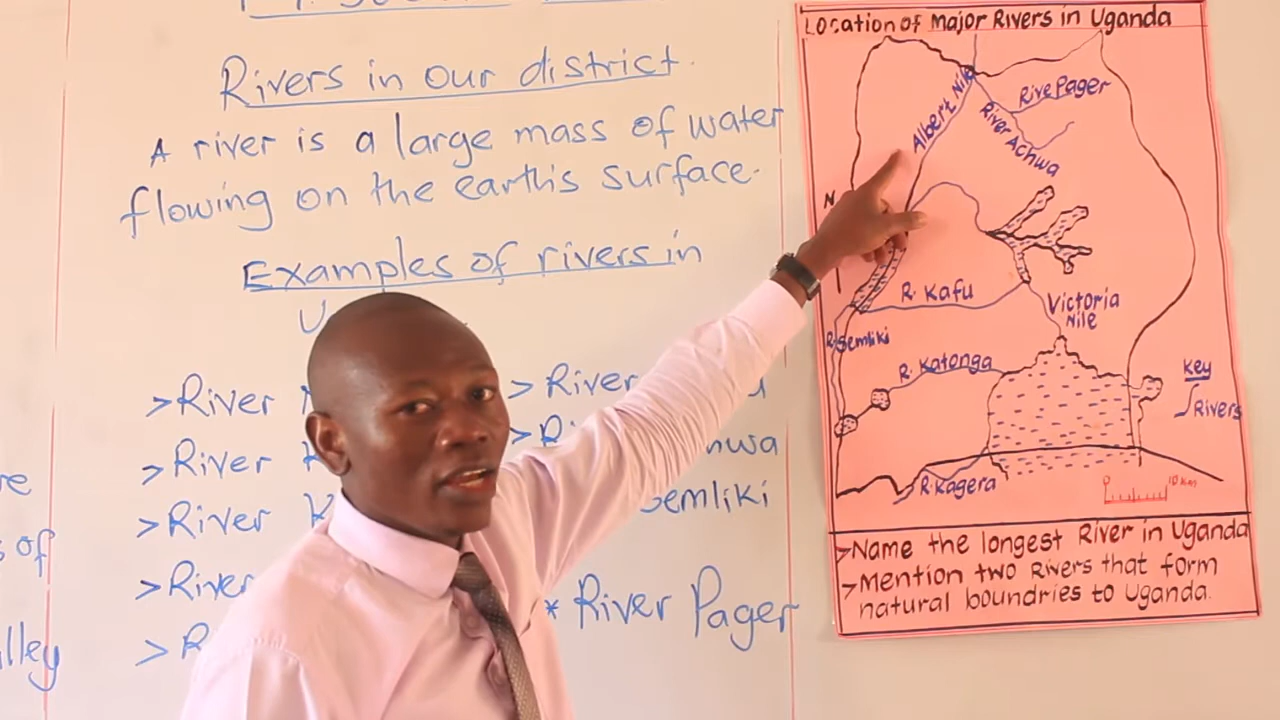 Rivers in our district.
A river is a large mass of water
flowing on the earth's surface.
Examples of rivers in
U
>River
>River
>River
>River
>River
>River
hwa
Semliki
* River Pager
re
s of
lley
Location of Major Rivers in Uganda
Albert Nile
Rive Pager
River Achwa
N
R. Kafu
Victoria
Nile
R. Semliki
R. Katonga
Key
Rivers
R. Kagera
10 Km
>Name the longest River in Uganda
>Mention two Rivers that form
natural boundries to Uganda.